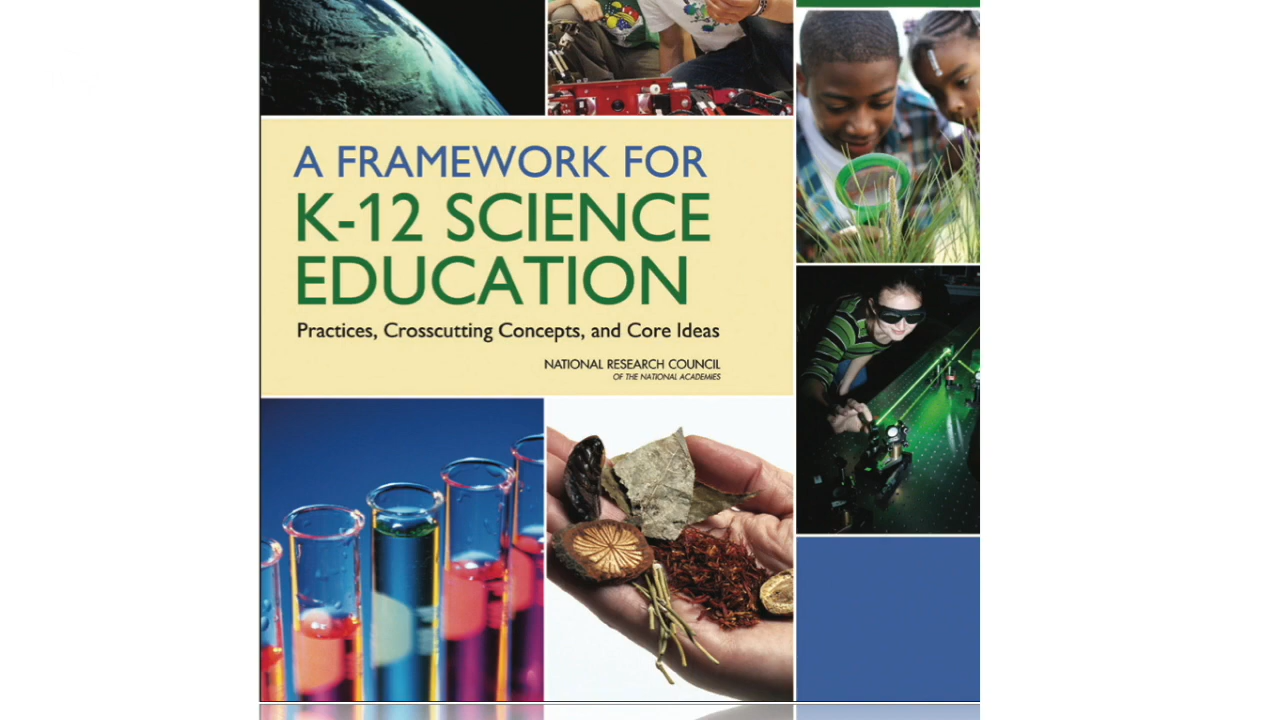 A FRAMEWORK FOR
K-12 SCIENCE
EDUCATION
Practices, Crosscutting Concepts, and Core Ideas
NATIONAL RESEARCH COUNCIL
OF THE NATIONAL ACADEMIES